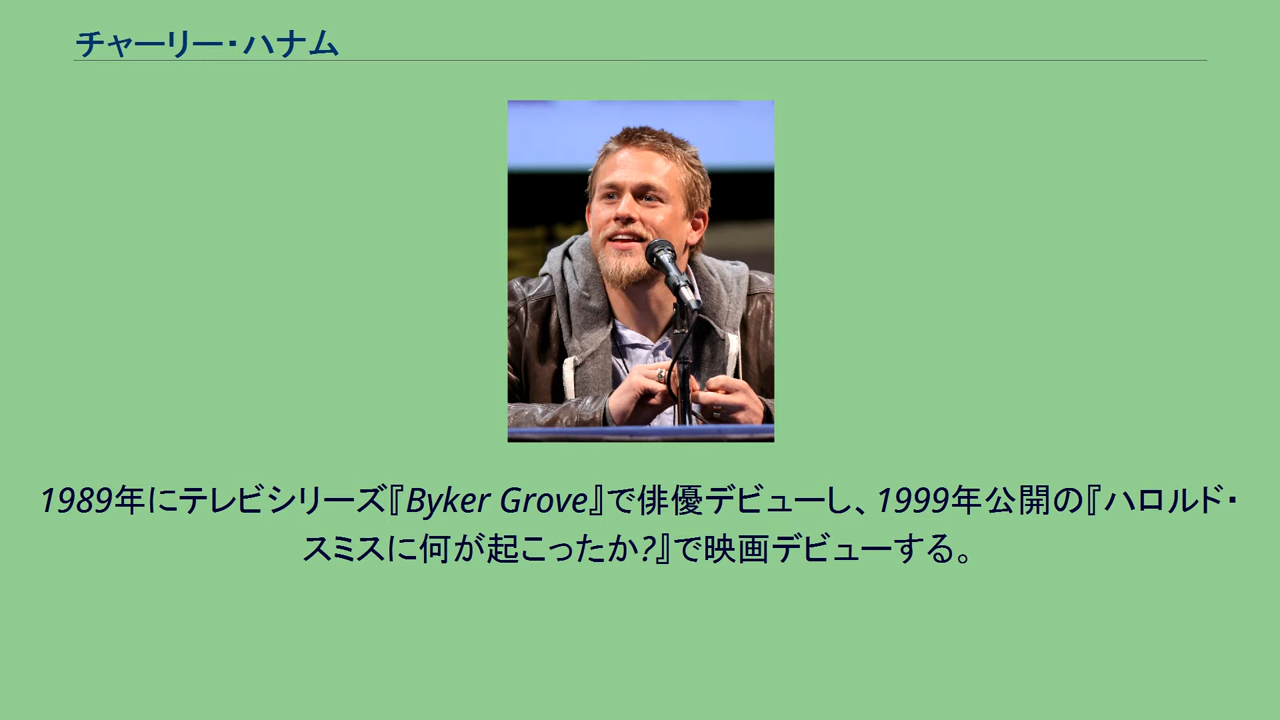 チャーリー・ハナム
1989年にテレビシリーズ『Byker Grove』で俳優デビューし、1999年公開の『ハロルド・
スミスに何が起こったか?』で映画デビューする。